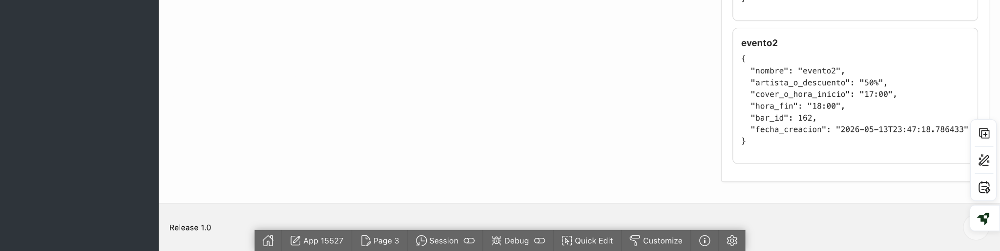 }
evento2
{
  "nombre": "evento2",
  "artista_o_descuento": "50%",
  "cover_o_hora_inicio": "17:00",
  "hora_fin": "18:00",
  "bar_id": 162,
  "fecha_creacion": "2026-05-13T23:47:18.786433"
}
Release 1.0
App 15527 Page 3 Session Debug Quick Edit Customize